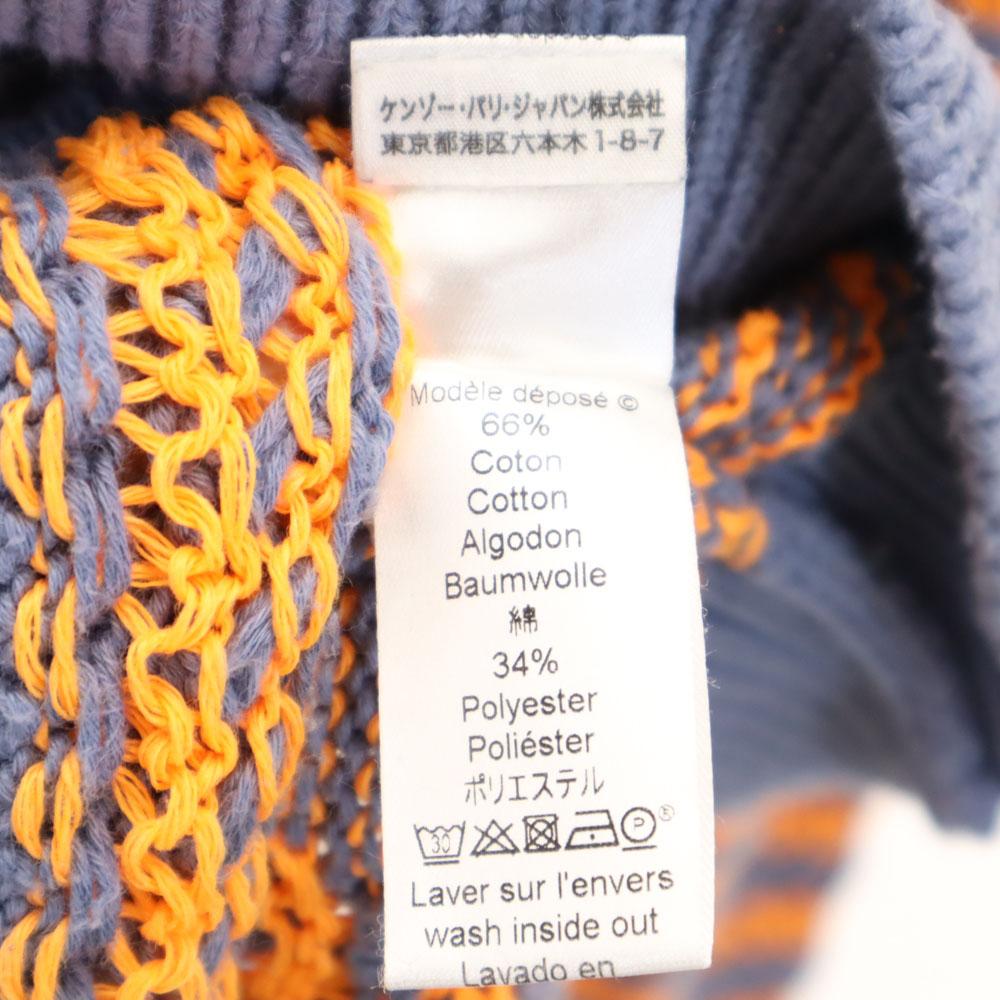 ケンゾー・パリ・ジャパン株式会社
東京都港区六本木1-8-7
Modèle déposé ©
66%
Coton
Cotton
Algodon
Baumwolle
綿
34%
Polyester
Poliéster
ポリエステル
30 P ®
Laver sur l'envers
wash inside out
Lavado en